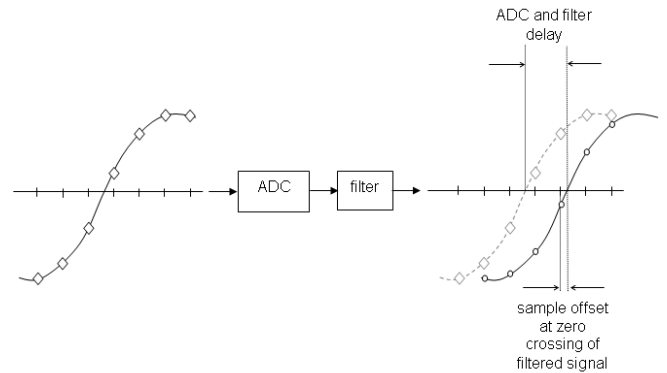 ADC and filter
delay
ADC
filter
sample offset
at zero
crossing of
filtered signal